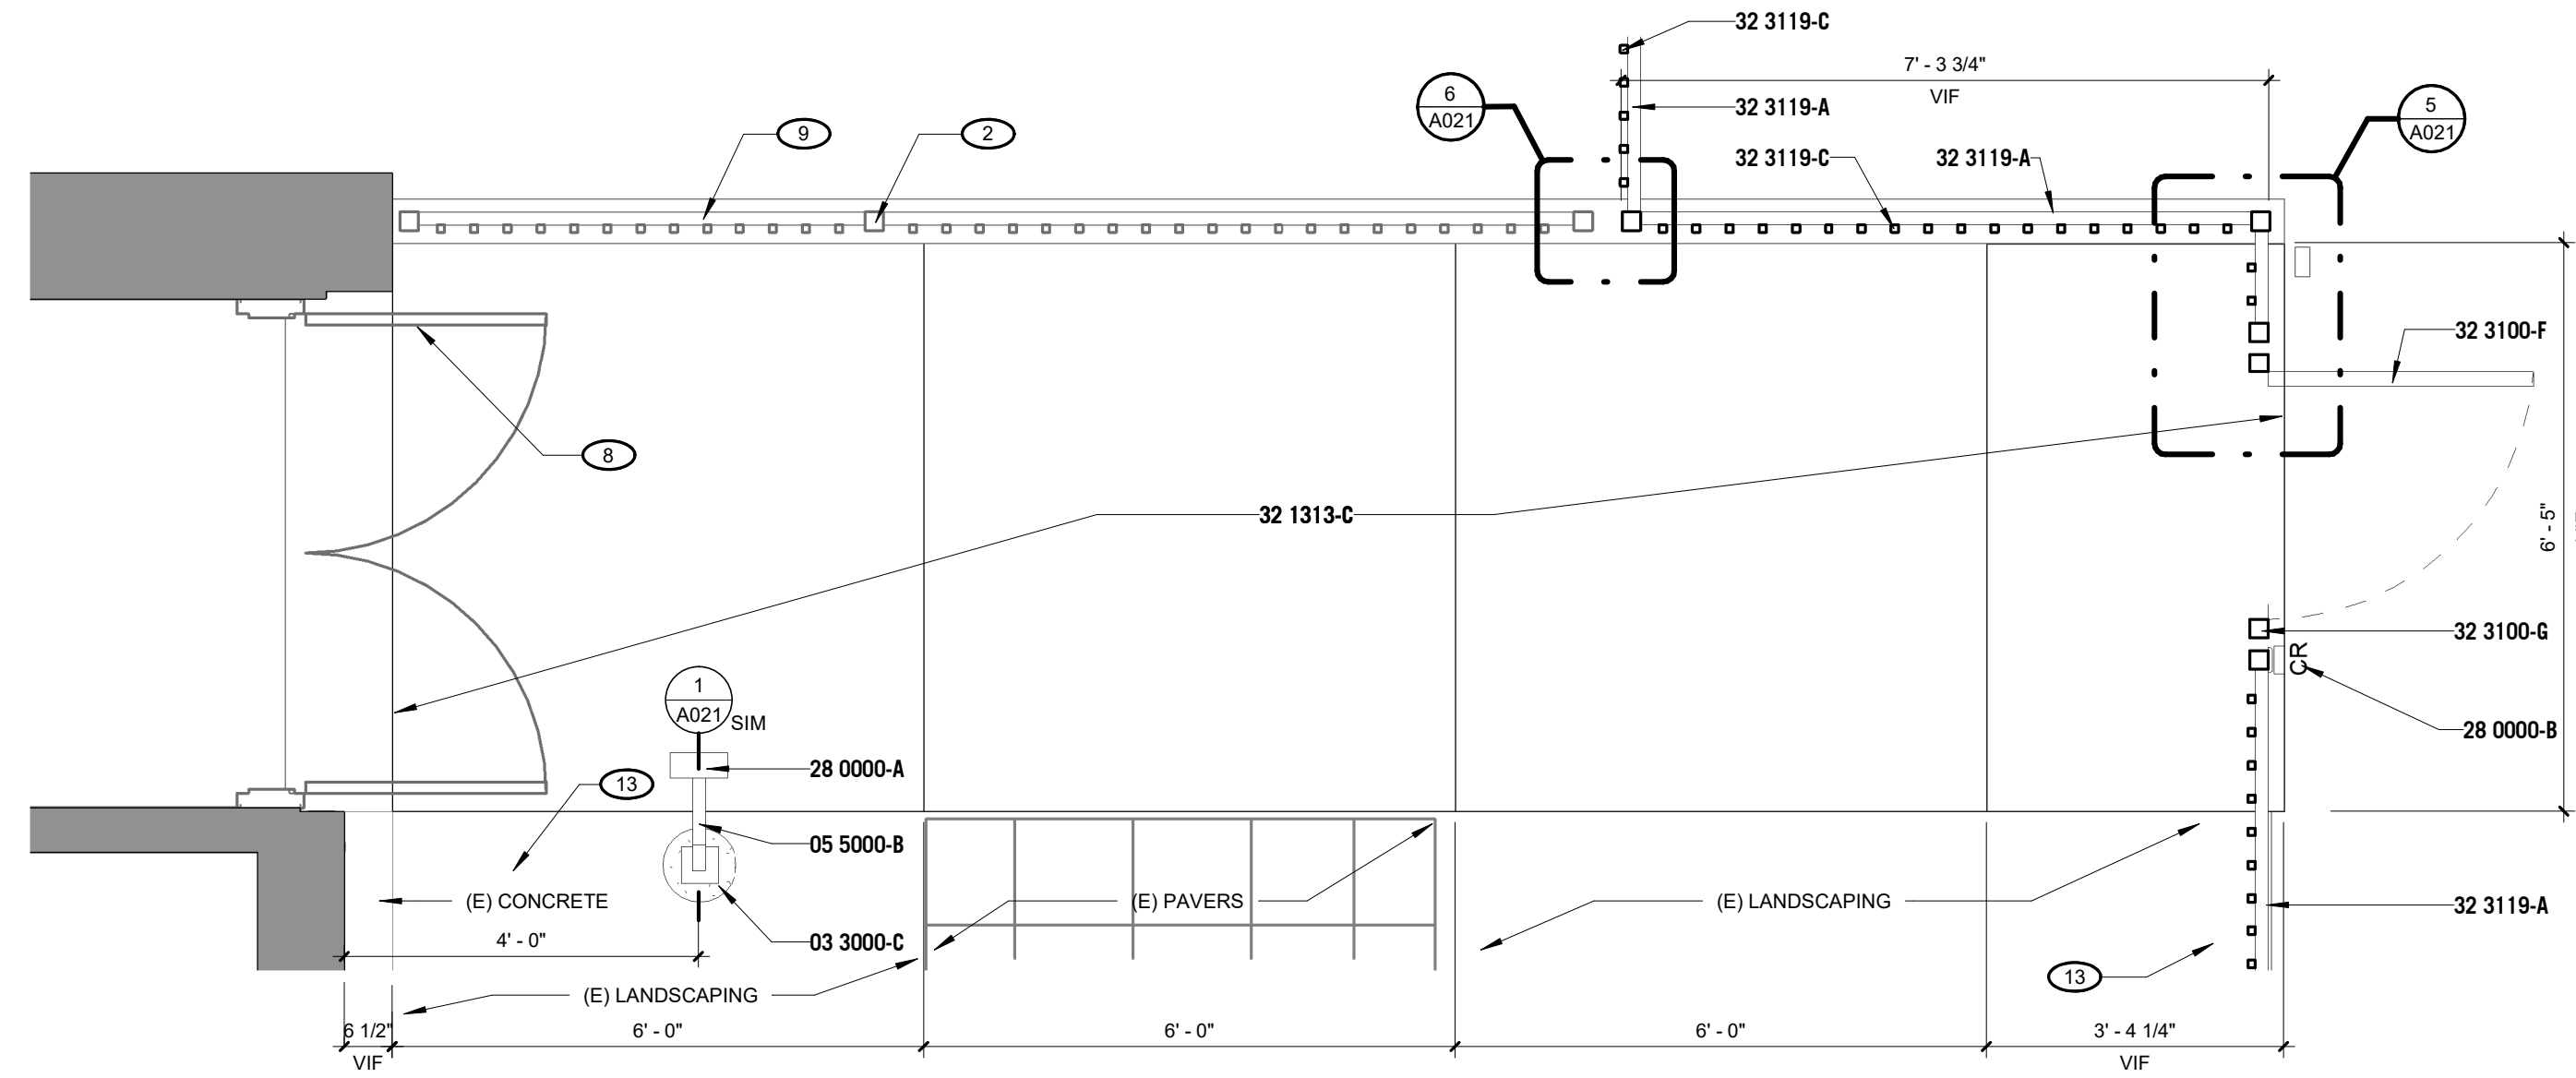 32 3119-C
7' - 3 3/4"
VIF
6
A021
5
A021
32 3119-A
9
2
32 3119-C
32 3119-A
32 3100-F
8
32 1313-C
6' - 5"
32 3100-G
CR
1
A021
SIM
28 0000-B
28 0000-A
13
05 5000-B
(E) CONCRETE
(E) PAVERS
(E) LANDSCAPING
32 3119-A
4' - 0"
03 3000-C
13
(E) LANDSCAPING
6 1/2"
VIF
6' - 0"
6' - 0"
6' - 0"
3' - 4 1/4"
VIF